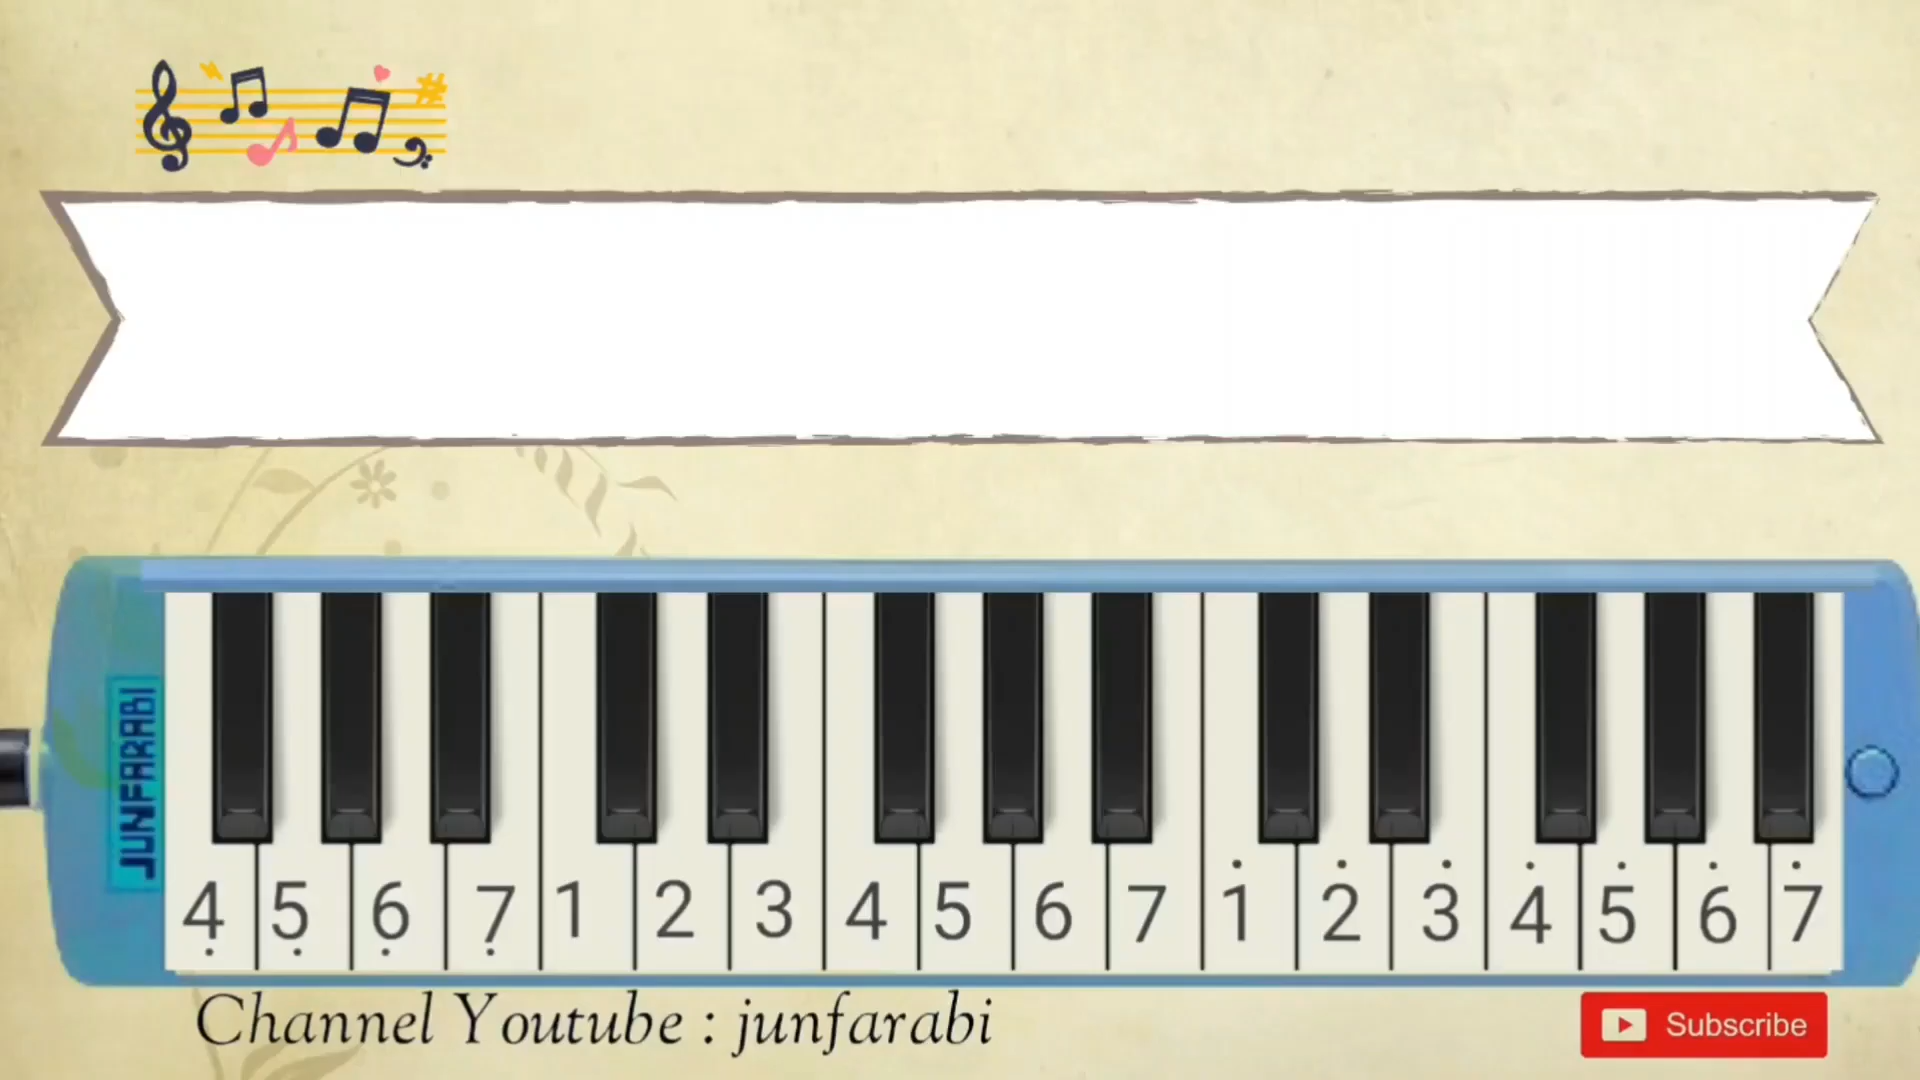 JUNFARABI
4̣ 5̣ 6̣ 7̣ 1 2 3 4 5 6 7 1̇ 2̇ 3̇ 4̇ 5̇ 6̇ 7̇
Channel Youtube : junfarabi
Subscribe